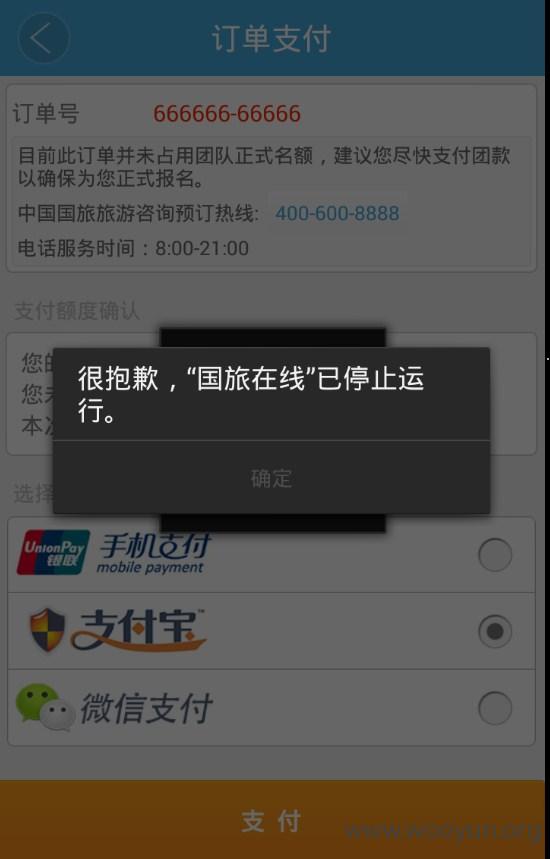 订单支付
订单号 666666-66666
目前此订单并未占用团队正式名额，建议您尽快支付团款
以确保为您正式报名。
中国国旅旅游咨询预订热线: 400-600-8888
电话服务时间：8:00-21:00
支付额度确认
您的
很抱歉，“国旅在线”已停止运
行。
本次
确定
选择
UnionPay
银联
手机支付
mobile payment
支付宝™
微信支付
支 付
www.wooyun.org